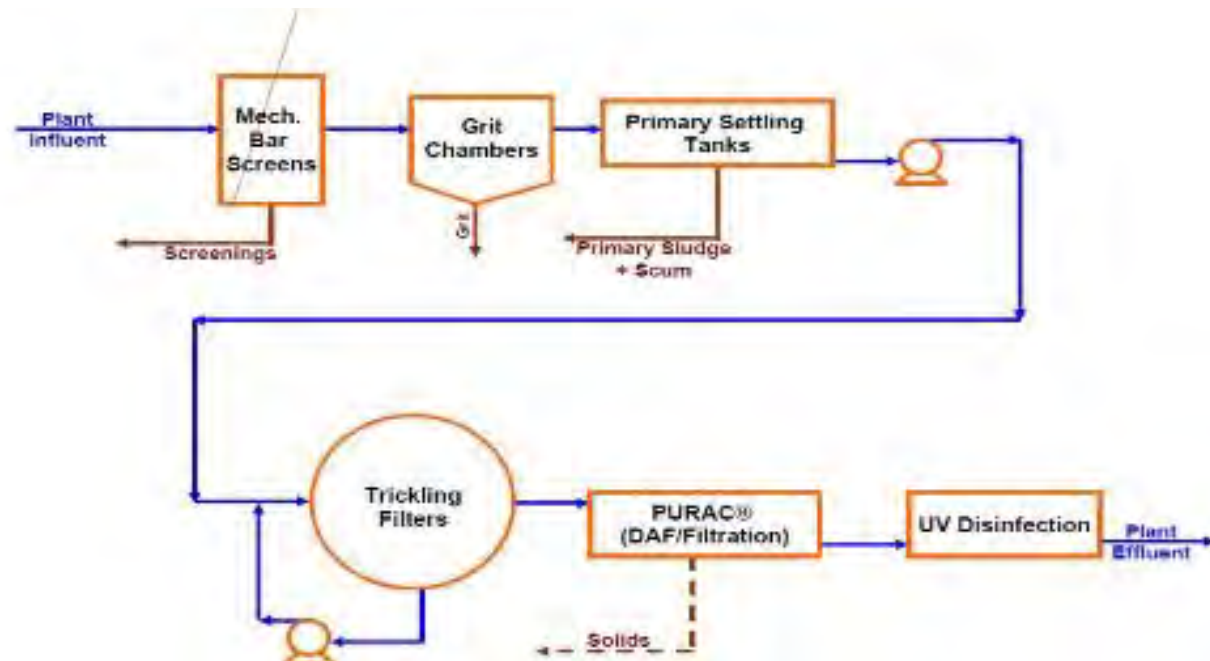 Plant
Influent
Mech.
Bar
Screens
Grit
Chambers
Primary Settling
Tanks
Screenings
Grit
Primary Sludge
+ Scum
Trickling
Filters
PURAC®
(DAF/Filtration)
UV Disinfection
Plant
Effluent
Solids